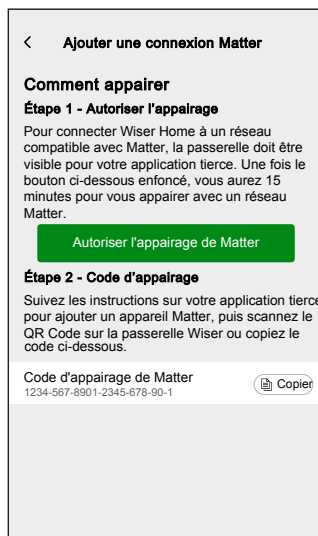 Ajouter une connexion Matter
Comment appairer
Étape 1 - Autoriser l'appairage
Pour connecter Wiser Home à un réseau
compatible avec Matter, la passerelle doit être
visible pour votre application tierce. Une fois le
bouton ci-dessous enfoncé, vous aurez 15
minutes pour vous appairer avec un réseau
Matter.
Autoriser l'appairage de Matter
Étape 2 - Code d'appairage
Suivez les instructions sur votre application tierce
pour ajouter un appareil Matter, puis scannez le
QR Code sur la passerelle Wiser ou copiez le
code ci-dessous.
Code d'appairage de Matter
Copier
1234-567-8901-2345-678-90-1